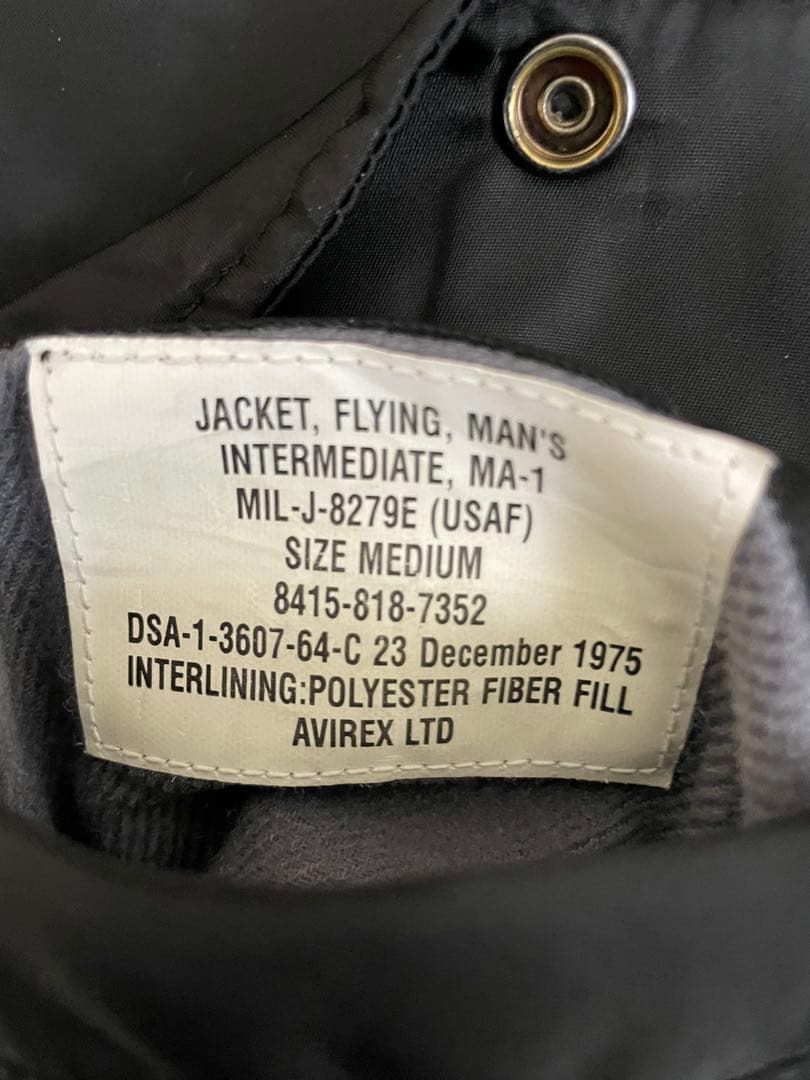 JACKET, FLYING, MAN'S
INTERMEDIATE, MA-1
MIL-J-8279E (USAF)
SIZE MEDIUM
8415-818-7352
DSA-1-3607-64-C 23 December 1975
INTERLINING:POLYESTER FIBER FILL
AVIREX LTD